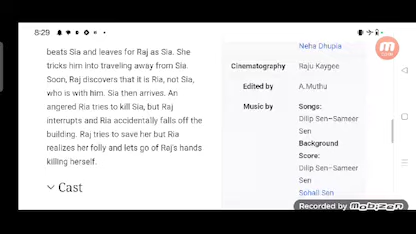 8:29
beats Sia and leaves for Raj as Sia. She
tricks him into traveling away from Sia.
Soon, Raj discovers that it is Ria, not Sia,
who is with him. Sia then arrives. An
angered Ria tries to kill Sia, but Raj
interrupts and Ria accidentally falls off the
building. Raj tries to save her but Ria
realizes her folly and lets go of Raj's hands
killing herself.
Cast
Neha Dhupia
Cinematography Raju Kaygee
Edited by A.Muthu
Music by Songs:
Dilip Sen–Sameer
Sen
Background
Score:
Dilip Sen–Sameer
Sen
Sohail Sen
Recorded by Mobizen